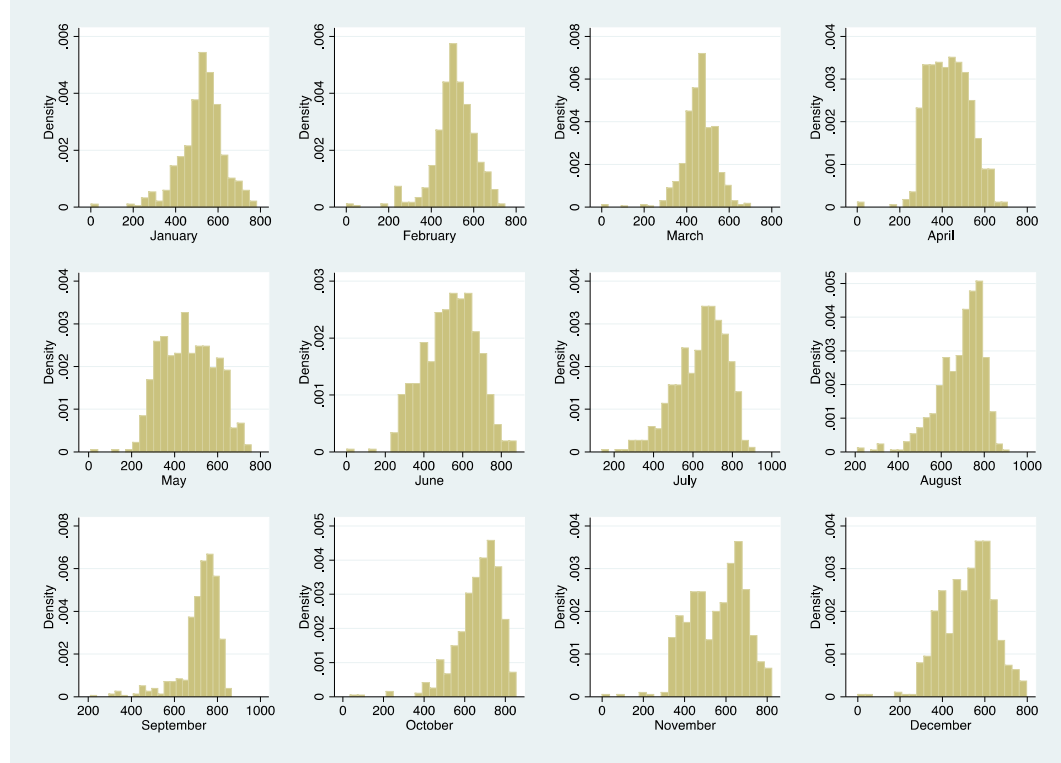 Density
0 .002 .004 .006
0 200 400 600 800
January
Density
0 .002 .004 .006
0 200 400 600 800
February
Density
0 .002 .004 .006 .008
0 200 400 600 800
March
Density
0 .001 .002 .003 .004
0 200 400 600 800
April
Density
0 .001 .002 .003 .004
0 200 400 600 800
May
Density
0 .001 .002 .003
0 200 400 600 800
June
Density
0 .001 .002 .003 .004
200 400 600 800 1000
July
Density
0 .001 .002 .003 .004 .005
200 400 600 800 1000
August
Density
0 .002 .004 .006 .008
200 400 600 800 1000
September
Density
0 .001 .002 .003 .004 .005
0 200 400 600 800
October
Density
0 .001 .002 .003 .004
0 200 400 600 800
November
Density
0 .001 .002 .003 .004
0 200 400 600 800
December